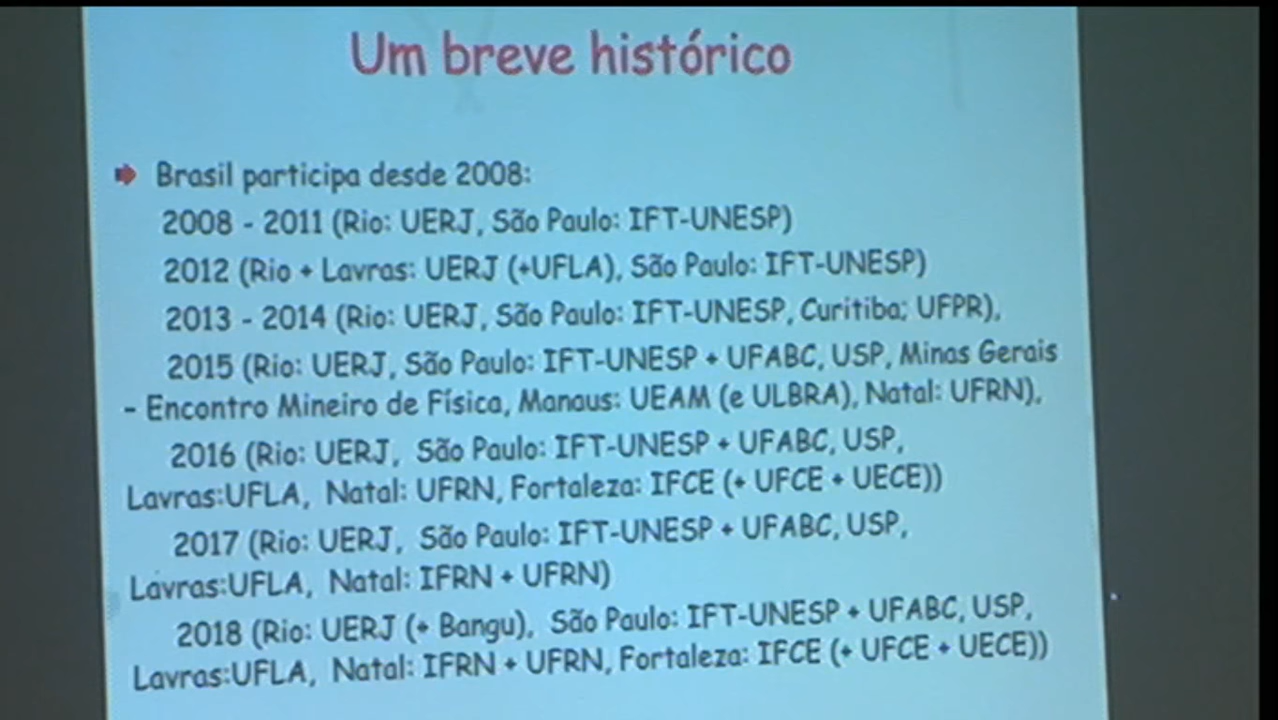 Um breve histórico
Brasil participa desde 2008:
2008 - 2011 (Rio: UERJ, São Paulo: IFT-UNESP)
2012 (Rio + Lavras: UERJ (+UFLA), São Paulo: IFT-UNESP)
2013 - 2014 (Rio: UERJ, São Paulo: IFT-UNESP, Curitiba; UFPR),
2015 (Rio: UERJ, São Paulo: IFT-UNESP + UFABC, USP, Minas Gerais
- Encontro Mineiro de Física, Manaus: UEAM (e ULBRA), Natal: UFRN),
2016 (Rio: UERJ, São Paulo: IFT-UNESP + UFABC, USP,
Lavras:UFLA, Natal: UFRN, Fortaleza: IFCE (+ UFCE + UECE))
2017 (Rio: UERJ, São Paulo: IFT-UNESP + UFABC, USP,
Lavras:UFLA, Natal: IFRN + UFRN)
2018 (Rio: UERJ (+ Bangu), São Paulo: IFT-UNESP + UFABC, USP,
Lavras:UFLA, Natal: IFRN + UFRN, Fortaleza: IFCE (+ UFCE + UECE))